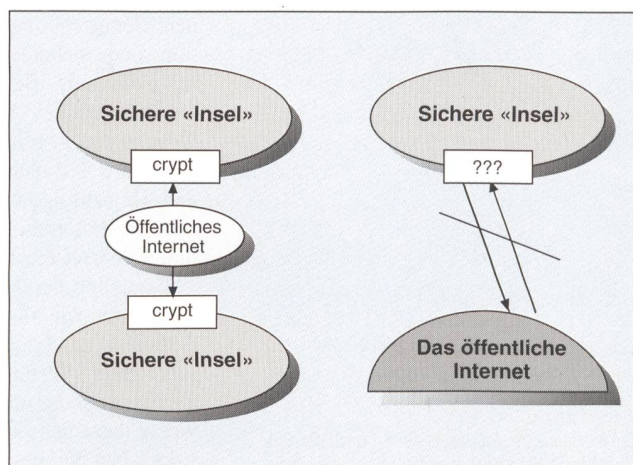 Sichere «Insel»
crypt
Öffentliches
Internet
crypt
Sichere «Insel»
Sichere «Insel»
???
Das öffentliche
Internet